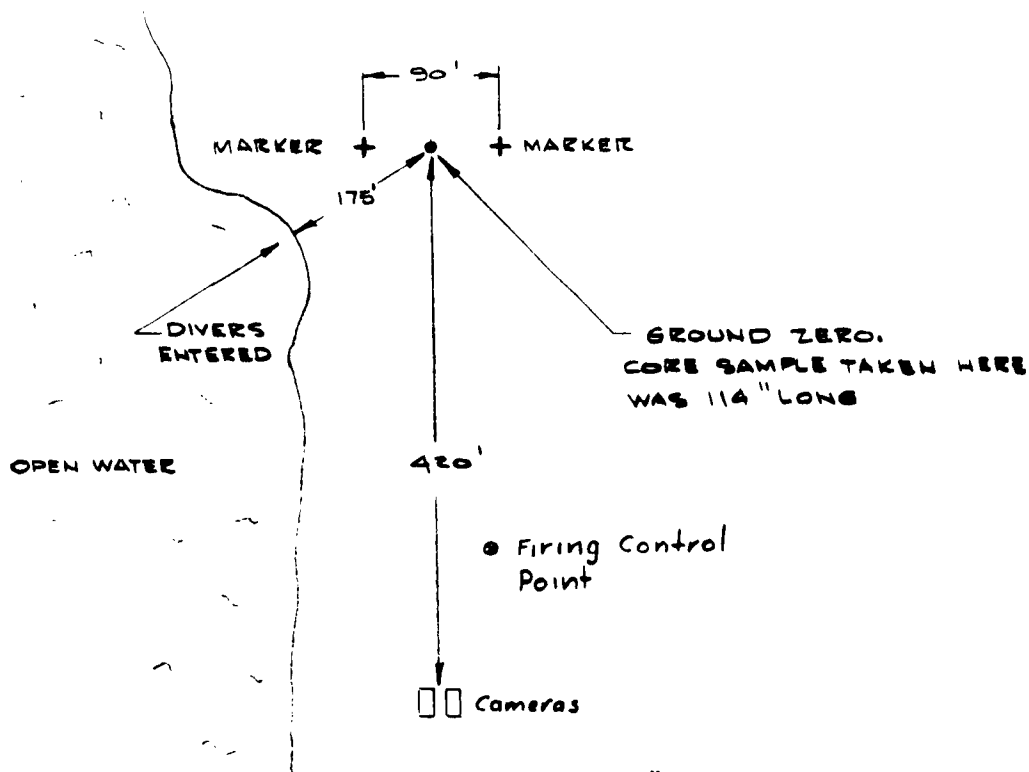 90'
MARKER
MARKER
175'
DIVERS
ENTERED
GROUND ZERO.
CORE SAMPLE TAKEN HERE
WAS 114" LONG
OPEN WATER
420'
Firing Control
Point
Cameras